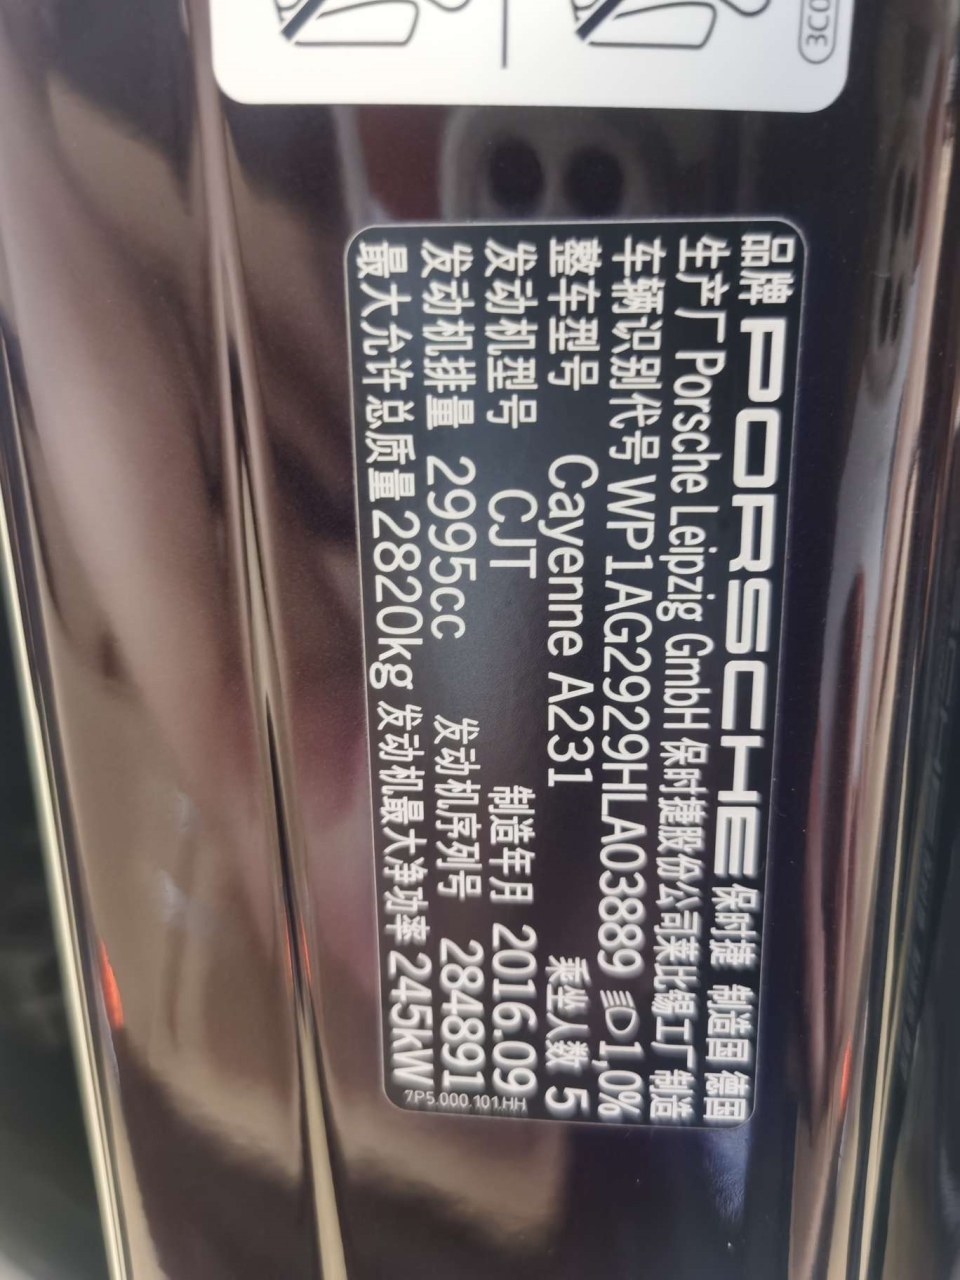 3C0
品牌 PORSCHE 保时捷 制造国 德国
生产厂 Porsche Leipzig GmbH 保时捷股份公司莱比锡工厂 制造
车辆识别代号 WP1AG2929HLA03889 1,0%
整车型号 Cayenne A231 乘坐人数 5
发动机型号 CJT 制造年月 2016.09
发动机排量 2995cc 发动机序列号 284891
最大允许总质量 2820kg 发动机最大净功率 245kW
7P5.000.101.HH